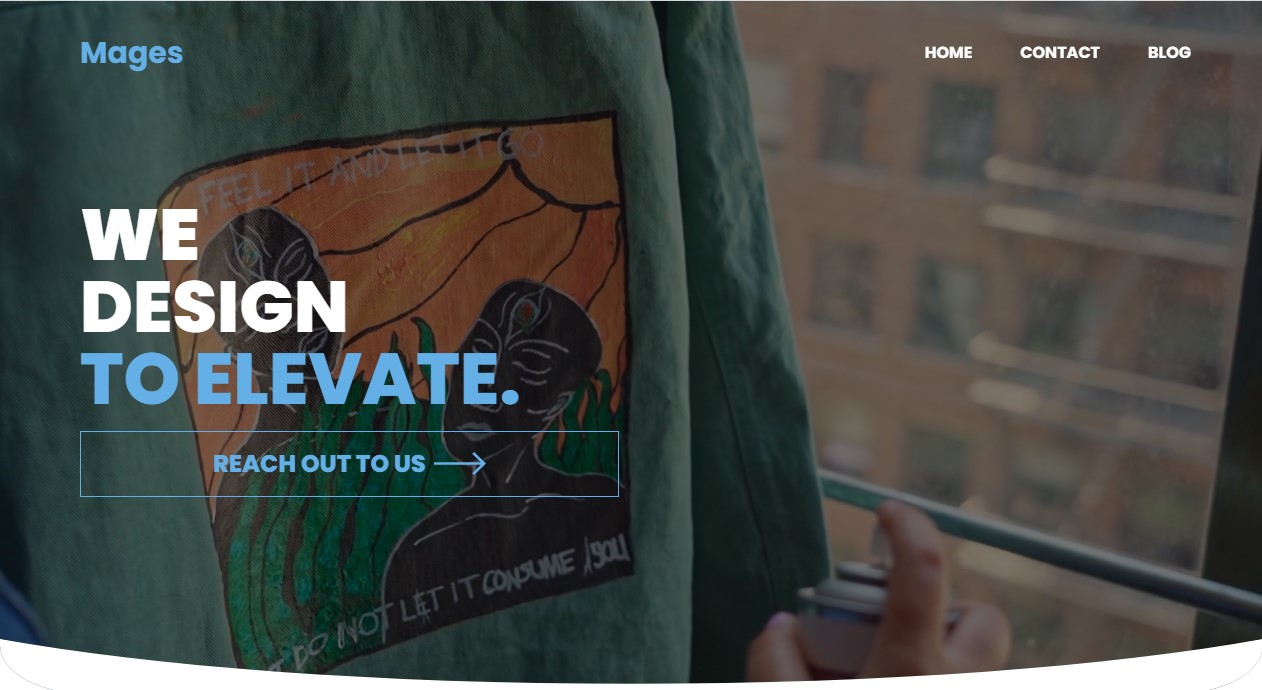 Mages
HOME CONTACT BLOG
FEEL IT AND LET IT GO
WE
DESIGN
TO ELEVATE.
REACH OUT TO US
DO NOT LET IT CONSUME YOU